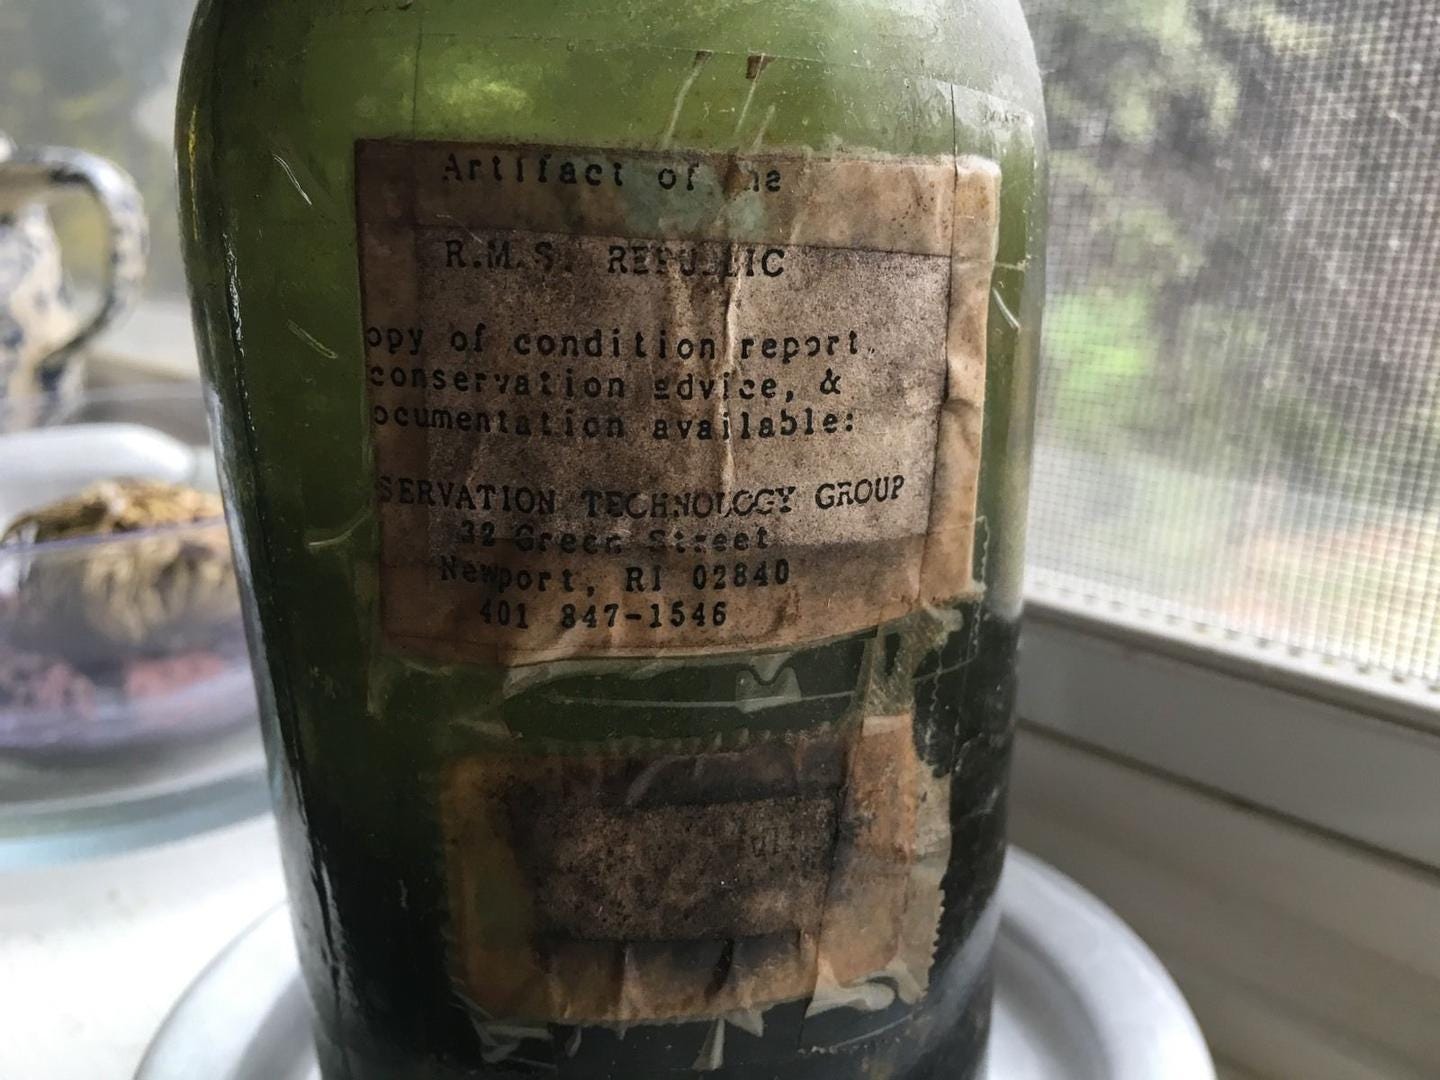 Artifact of he
R.M.S. REPUBLIC
opy of condition report,
conservation advice, &
ocumentation available:
SERVATION TECHNOLOGY GROUP
32 Green Street
Newport, RI 02840
401 847-1546